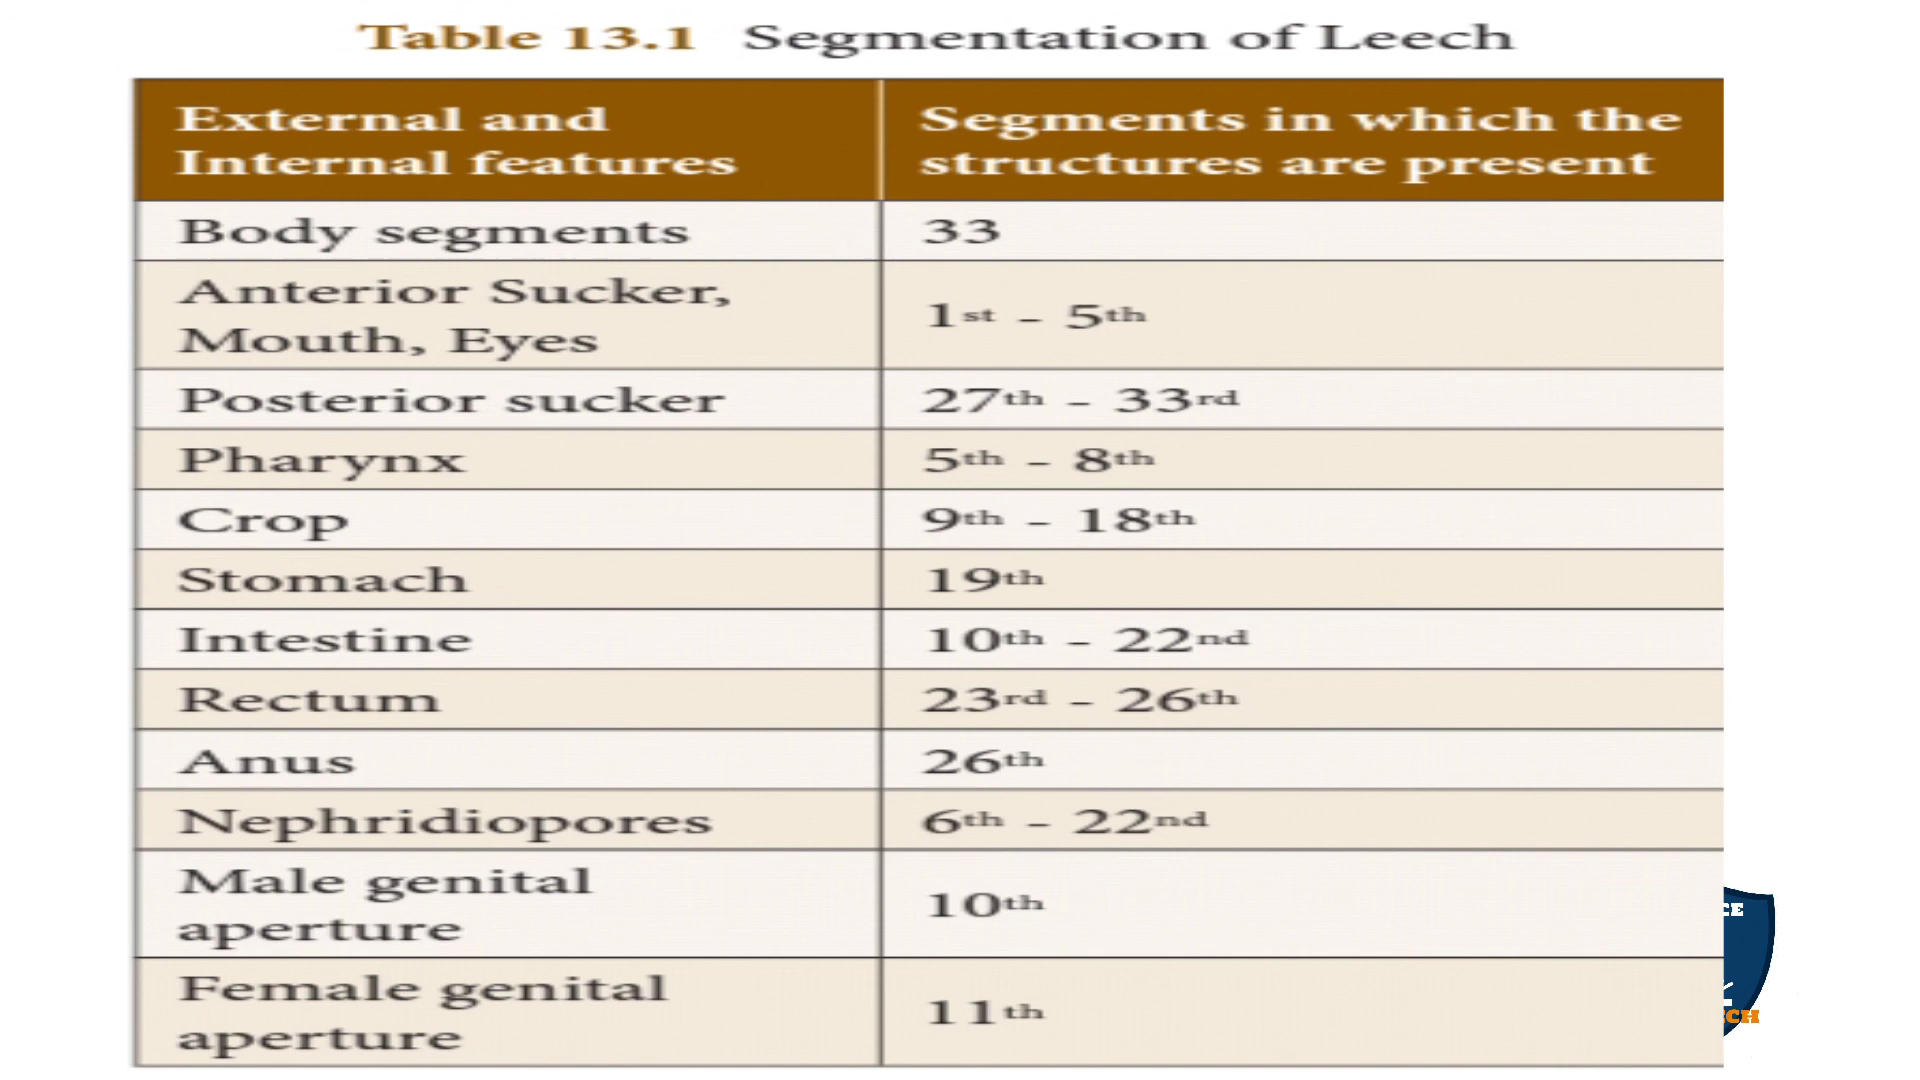 Table 13.1 Segmentation of Leech
External and Internal features
Segments in which the structures are present
Body segments
33
Anterior Sucker, Mouth, Eyes
1st - 5th
Posterior sucker
27th - 33rd
Pharynx
5th - 8th
Crop
9th - 18th
Stomach
19th
Intestine
10th - 22nd
Rectum
23rd - 26th
Anus
26th
Nephridiopores
6th - 22nd
Male genital aperture
10th
Female genital aperture
11th